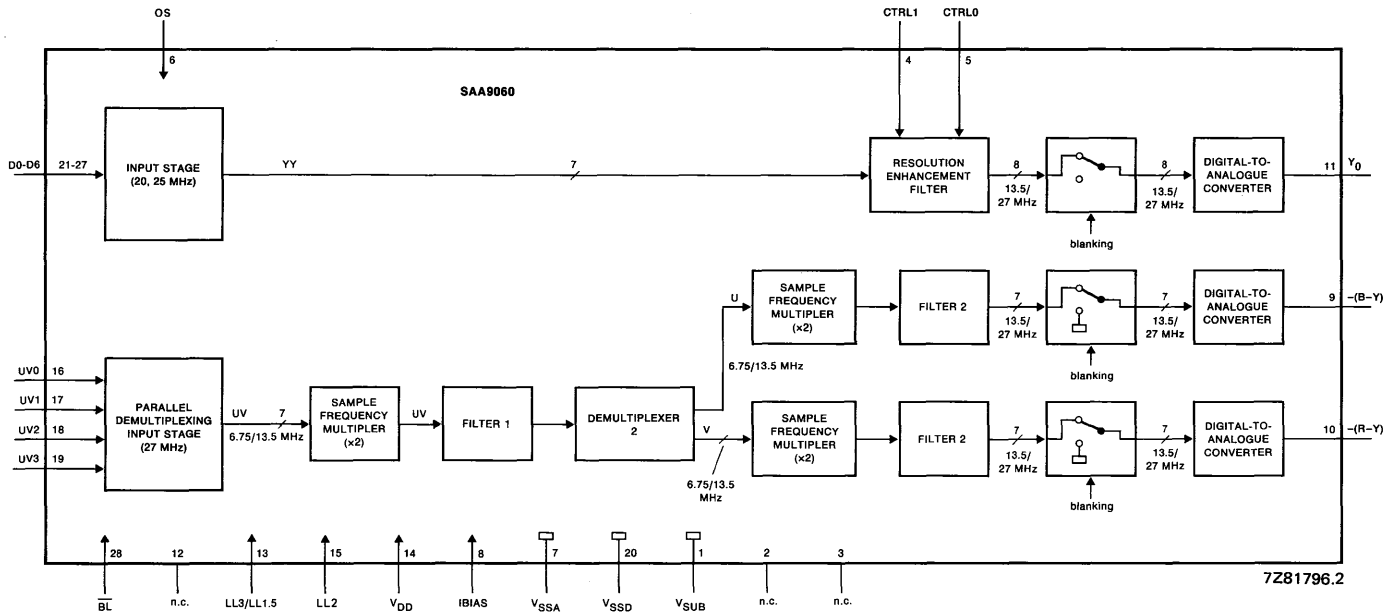 OS
CTRL1
CTRL0
6
4
5
SAA9060
D0-D6
21-27
INPUT STAGE
(20, 25 MHz)
YY
7
RESOLUTION
ENHANCEMENT
FILTER
8
13.5/
27 MHz
blanking
8
13.5/
27 MHz
DIGITAL-TO-
ANALOGUE
CONVERTER
11
Y0
SAMPLE
FREQUENCY
MULTIPLER
(x2)
FILTER 2
7
13.5/
27 MHz
blanking
7
13.5/
27 MHz
DIGITAL-TO-
ANALOGUE
CONVERTER
9
–(B–Y)
UV0
16
UV1
17
UV2
18
UV3
19
PARALLEL
DEMULTIPLEXING
INPUT STAGE
(27 MHz)
UV
7
6.75/13.5 MHz
SAMPLE
FREQUENCY
MULTIPLER
(x2)
UV
FILTER 1
DEMULTIPLEXER
2
U
6.75/13.5 MHz
V
6.75/13.5
MHz
SAMPLE
FREQUENCY
MULTIPLER
(x2)
FILTER 2
7
13.5/
27 MHz
blanking
7
13.5/
27 MHz
DIGITAL-TO-
ANALOGUE
CONVERTER
10
–(R–Y)
28
12
13
15
14
8
7
20
1
2
3
BL
n.c.
LL3/LL1.5
LL2
VDD
IBIAS
VSSA
VSSD
VSUB
n.c.
n.c.
7Z81796.2